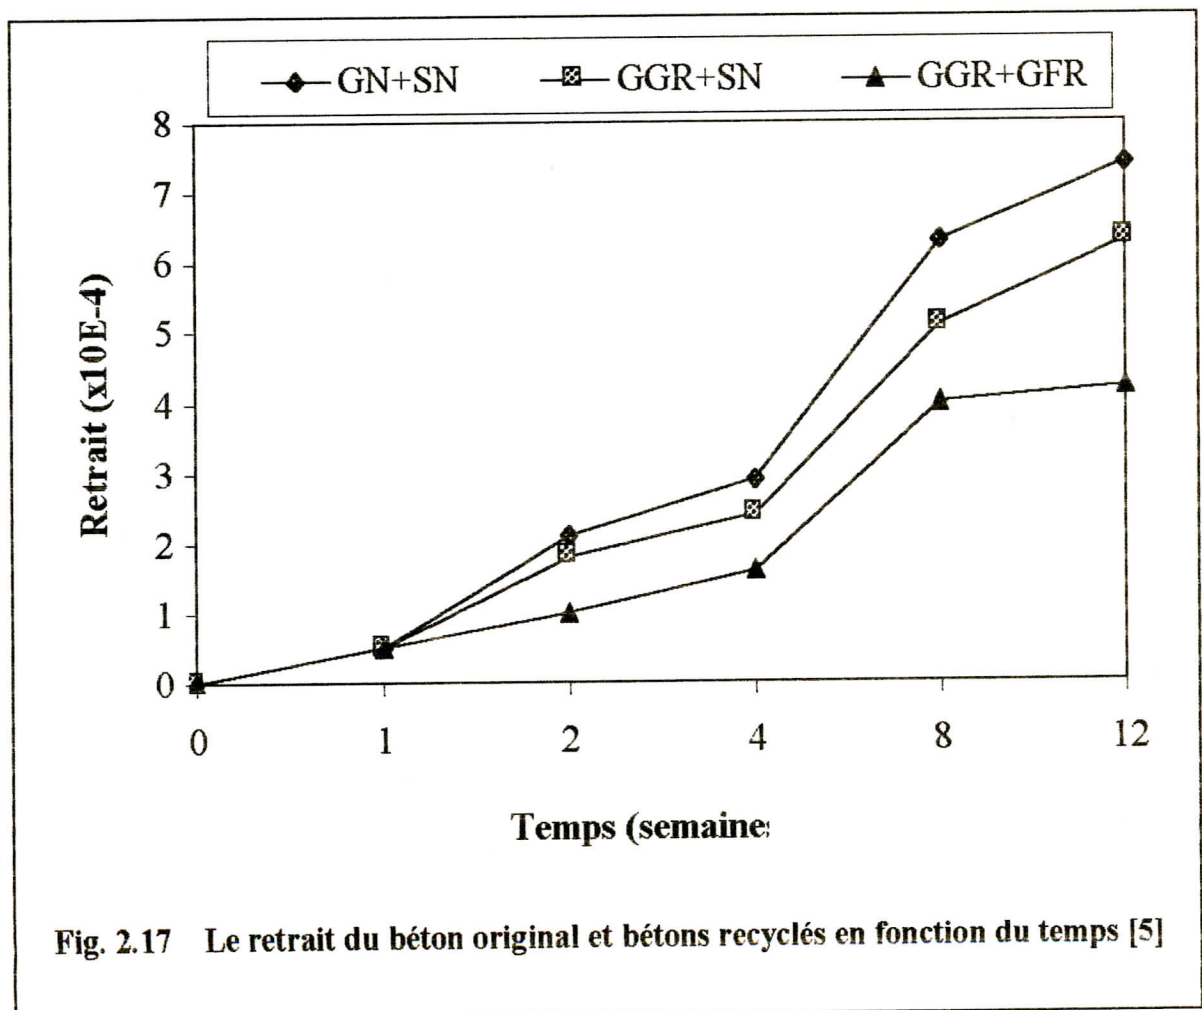 GN+SN GGR+SN GGR+GFR
8
7
6
5
4
3
2
1
0
Retrait (x10E-4)
0 1 2 4 8 12
Temps (semaine
Fig. 2.17 Le retrait du béton original et bétons recyclés en fonction du temps [5]